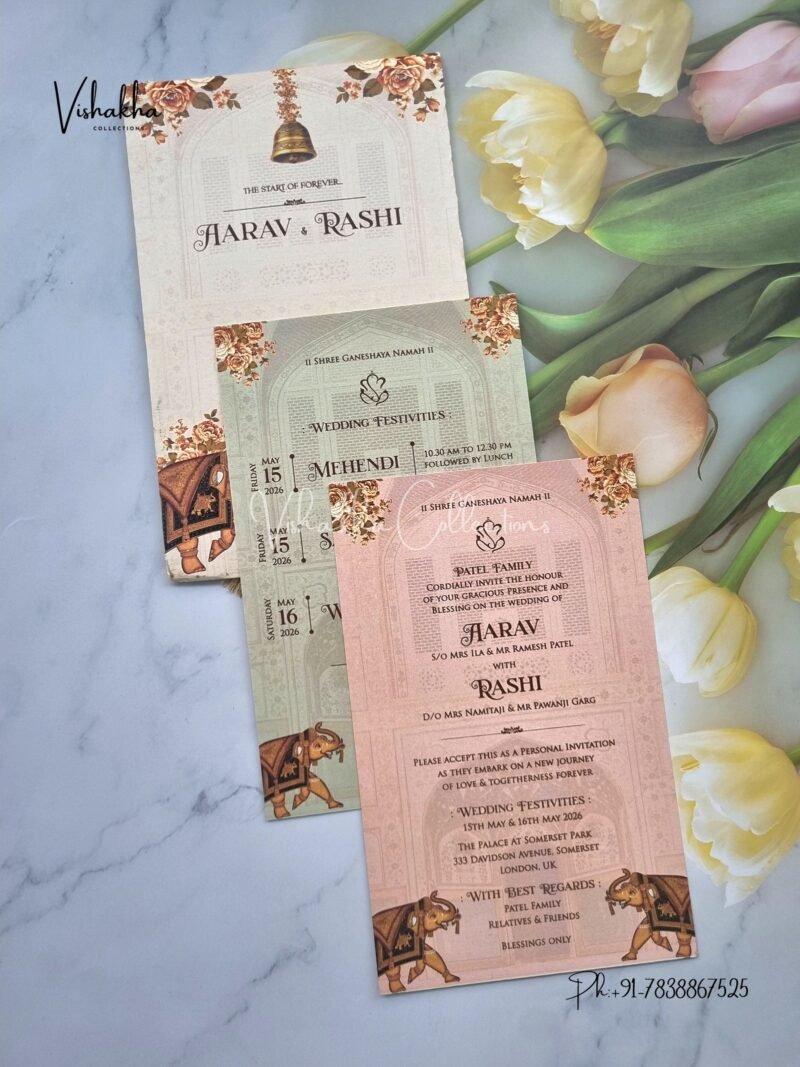 Vishakha
COLLECTIONS
THE START OF FOREVER...
AARAV & RASHI
II SHREE GANESHAYA NAMAH II
: WEDDING FESTIVITIES :
FRIDAY
MAY
15
2026
MEHENDI
10.30 AM TO 12.30 PM
FOLLOWED BY LUNCH
FRIDAY
MAY
15
2026
SATURDAY
MAY
16
2026
Vishakha Collections
II SHREE GANESHAYA NAMAH II
PATEL FAMILY
CORDIALLY INVITE THE HONOUR
OF YOUR GRACIOUS PRESENCE AND
BLESSING ON THE WEDDING OF
AARAV
S/O MRS ILA & MR RAMESH PATEL
WITH
RASHI
D/O MRS NAMITAJI & MR PAWANJI GARG
PLEASE ACCEPT THIS AS A PERSONAL INVITATION
AS THEY EMBARK ON A NEW JOURNEY
OF LOVE & TOGETHERNESS FOREVER
: WEDDING FESTIVITIES :
15TH MAY & 16TH MAY 2026
THE PALACE AT SOMERSET PARK
333 DAVIDSON AVENUE, SOMERSET
LONDON, UK
: WITH BEST REGARDS :
PATEL FAMILY
RELATIVES & FRIENDS
BLESSINGS ONLY
Ph:+91-7838867525